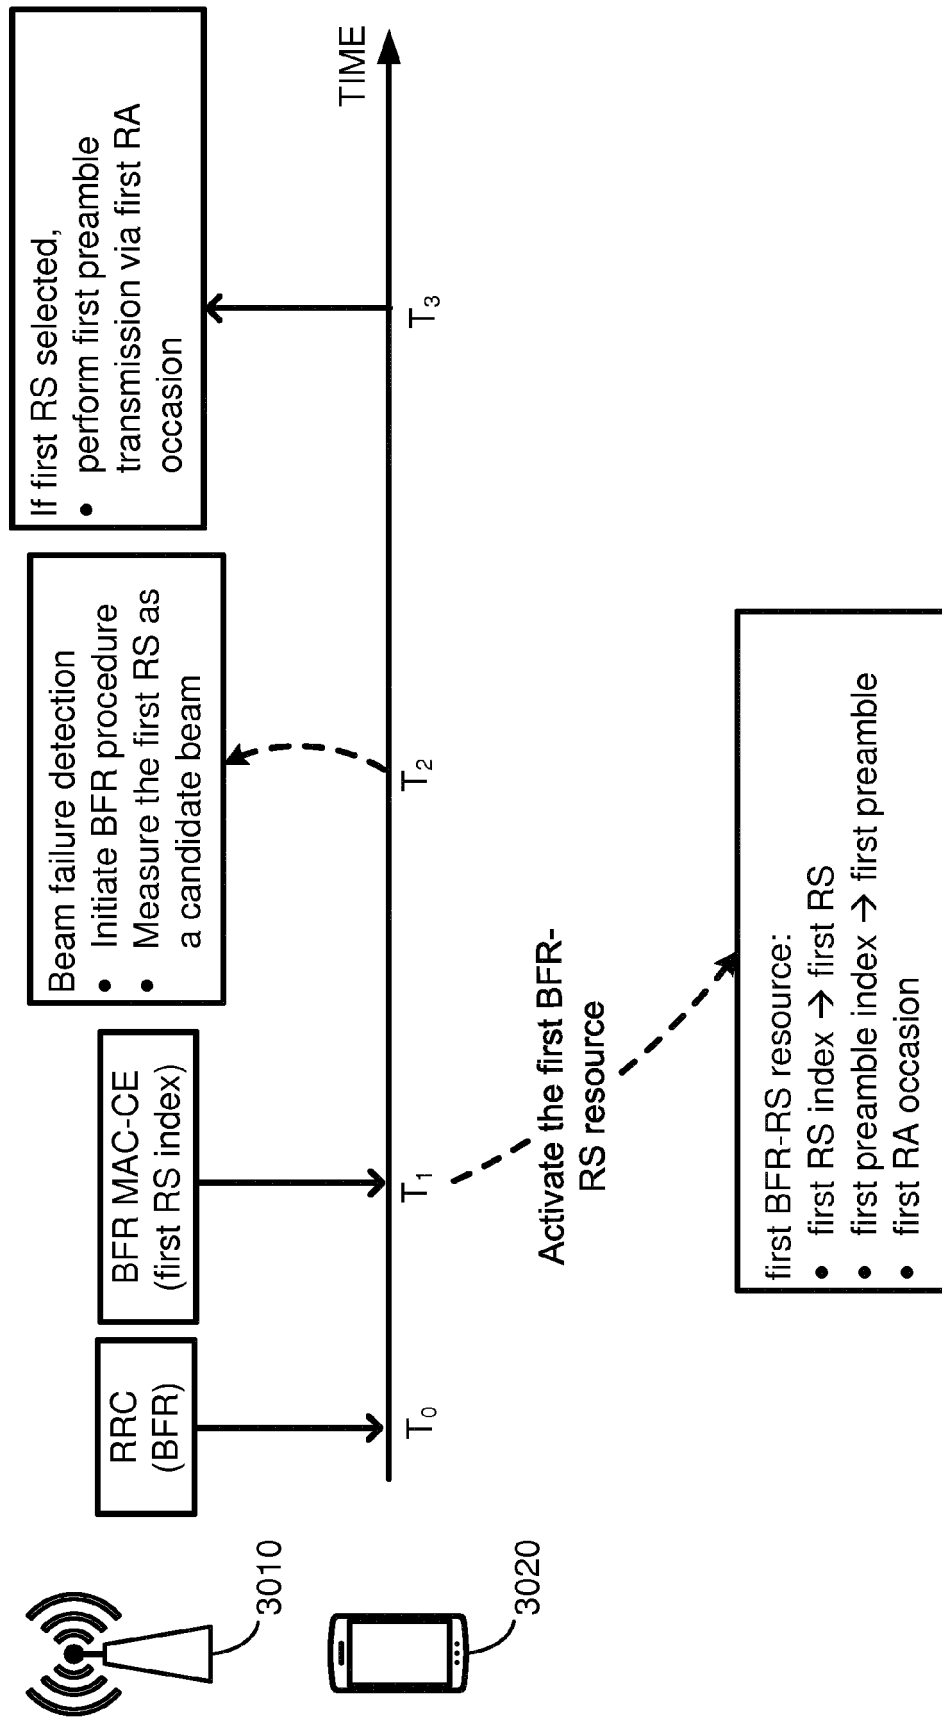 3010
3020
RRC
(BFR)
BFR MAC-CE
(first RS index)
Beam failure detection
• Initiate BFR procedure
• Measure the first RS as
a candidate beam
If first RS selected,
• perform first preamble
transmission via first RA
occasion
T0
T1
T2
T3
TIME
Activate the first BFR-
RS resource
first BFR-RS resource:
• first RS index → first RS
• first preamble index → first preamble
• first RA occasion